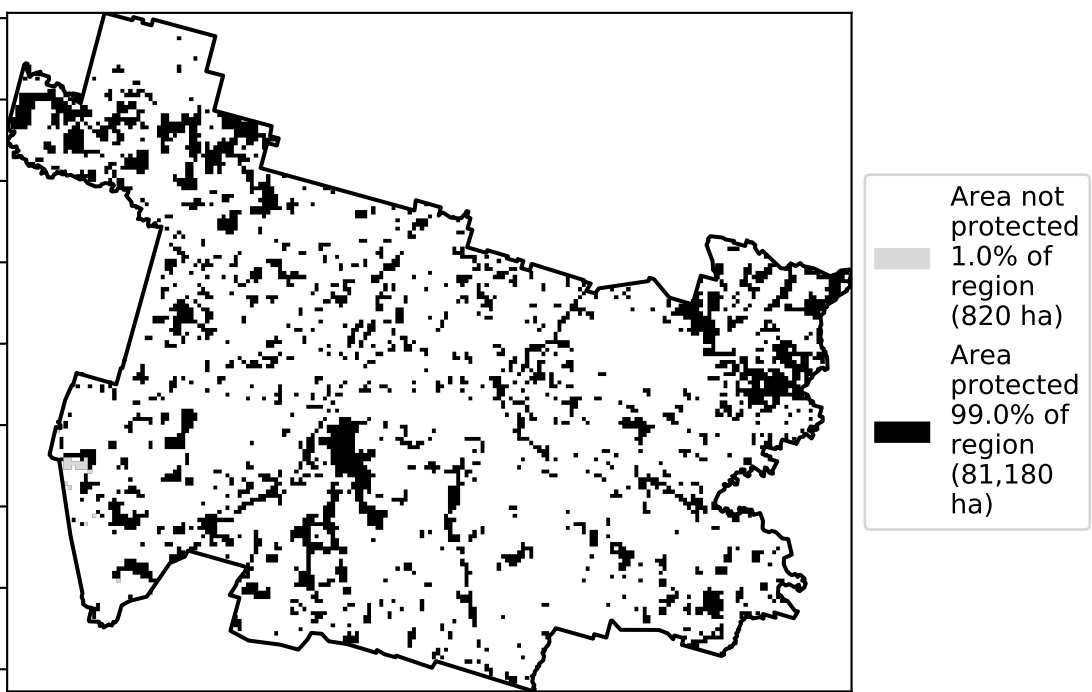 Area not
protected
1.0% of
region
(820 ha)
Area
protected
99.0% of
region
(81,180
ha)